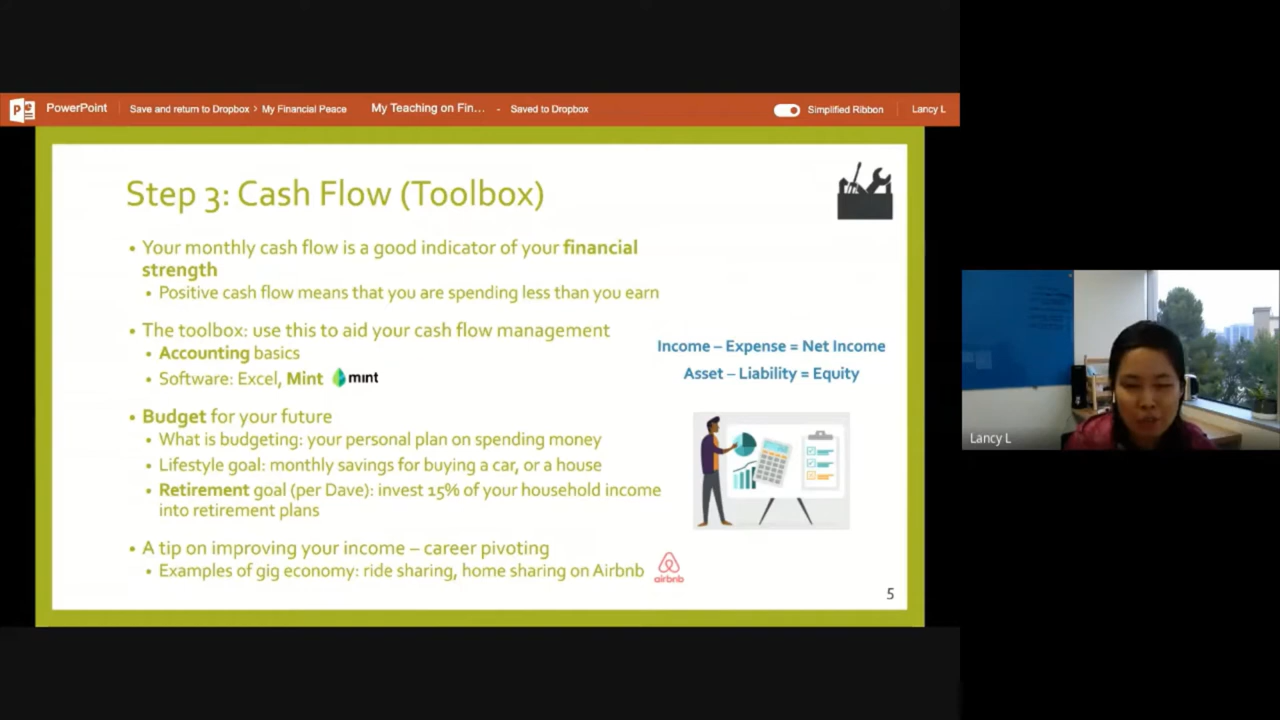 PowerPoint
Save and return to Dropbox > My Financial Peace
My Teaching on Fin... - Saved to Dropbox
Simplified Ribbon
Lancy L
Step 3: Cash Flow (Toolbox)
• Your monthly cash flow is a good indicator of your financial
strength
• Positive cash flow means that you are spending less than you earn
• The toolbox: use this to aid your cash flow management
• Accounting basics
• Software: Excel, Mint mint
• Budget for your future
• What is budgeting: your personal plan on spending money
• Lifestyle goal: monthly savings for buying a car, or a house
• Retirement goal (per Dave): invest 15% of your household income
into retirement plans
• A tip on improving your income – career pivoting
• Examples of gig economy: ride sharing, home sharing on Airbnb
airbnb
Income – Expense = Net Income
Asset – Liability = Equity
5
Lancy L